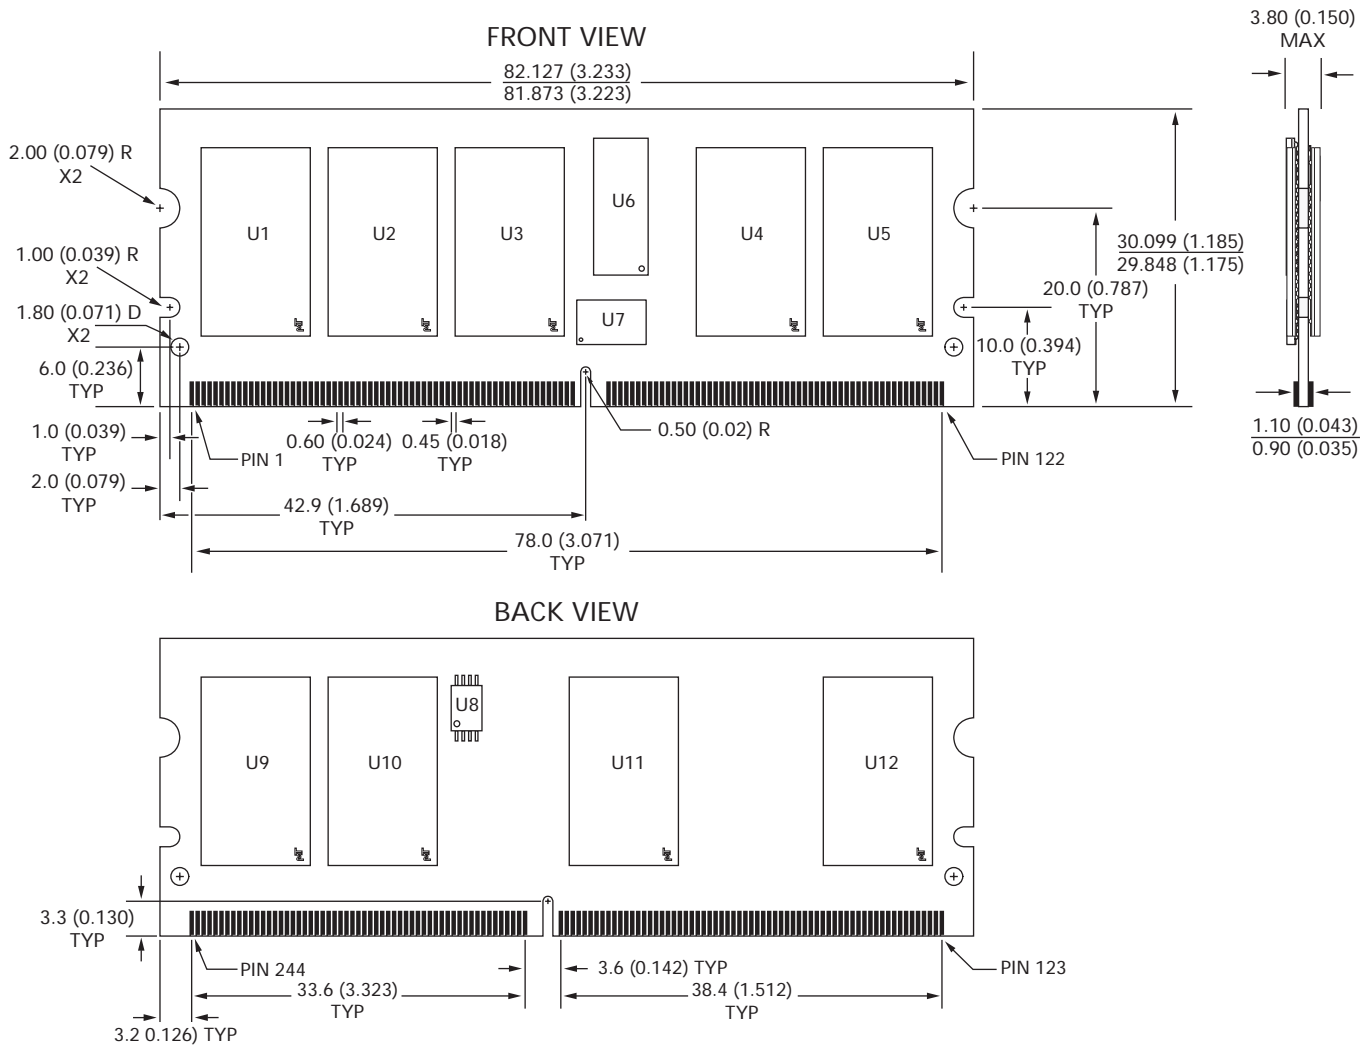 FRONT VIEW
82.127 (3.233)
81.873 (3.223)
3.80 (0.150)
MAX
2.00 (0.079) R
X2
1.00 (0.039) R
X2
1.80 (0.071) D
X2
6.0 (0.236)
TYP
1.0 (0.039)
TYP
2.0 (0.079)
TYP
U1
U2
U3
U6
U7
U4
U5
30.099 (1.185)
29.848 (1.175)
20.0 (0.787)
TYP
10.0 (0.394)
TYP
1.10 (0.043)
0.90 (0.035)
PIN 1
0.60 (0.024)
TYP
0.45 (0.018)
TYP
0.50 (0.02) R
PIN 122
42.9 (1.689)
TYP
78.0 (3.071)
TYP
BACK VIEW
U9
U10
U8
U11
U12
3.3 (0.130)
TYP
PIN 244
33.6 (3.323)
TYP
3.6 (0.142) TYP
38.4 (1.512)
TYP
PIN 123
3.2 0.126) TYP